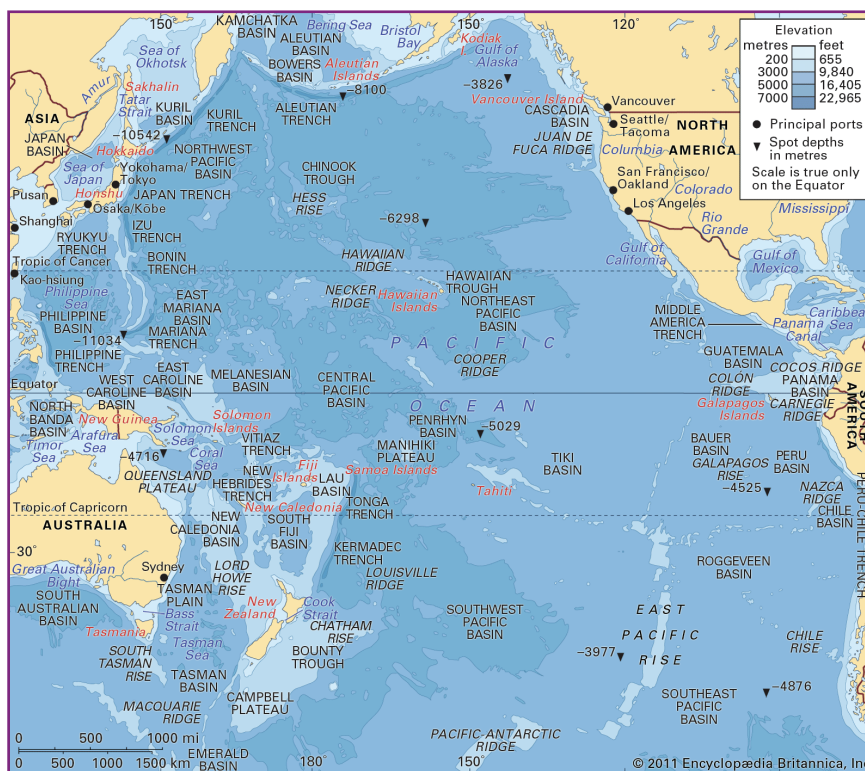 150°
180°
150°
120°
KAMCHATKA
BASIN
Bering Sea
ALEUTIAN
BASIN
BOWERS
BASIN
Aleutian
Islands
Bristol
Bay
Kodiak
I.
Gulf of
Alaska
Sea of
Okhotsk
Sakhalin
Amur
Tatar
Strait
KURIL
BASIN
−10542
KURIL
TRENCH
ALEUTIAN
TRENCH
−8100
−3826
Vancouver Island
CASCADIA
BASIN
JUAN DE
FUCA RIDGE
Vancouver
Seattle/
Tacoma
NORTH
AMERICA
Columbia
San Francisco/
Oakland
Colorado
Los Angeles
Rio
Grande
Mississippi
Elevation
metres
feet
200
655
3000
9,840
5000
16,405
7000
22,965
Principal ports
Spot depths
in metres
Scale is true only
on the Equator
ASIA
JAPAN
BASIN
Hokkaido
Sea of
Japan
Yokohama/
Tokyo
Pusan
Honshu
JAPAN TRENCH
Osaka/Kōbe
Shanghai
NORTHWEST
PACIFIC
BASIN
CHINOOK
TROUGH
HESS
RISE
−6298
RYUKYU
TRENCH
IZU
TRENCH
Tropic of Cancer
BONIN
TRENCH
Kao-hsiung
HAWAIIAN
RIDGE
NECKER
RIDGE
Hawaiian
Islands
HAWAIIAN
TROUGH
NORTHEAST
PACIFIC
BASIN
Gulf of
California
Gulf of
Mexico
Philippine
Sea
PHILIPPINE
BASIN
EAST
MARIANA
BASIN
−11034
MARIANA
TRENCH
PHILIPPINE
TRENCH
MIDDLE
AMERICA
TRENCH
Caribbean
Sea
Panama
Canal
PACIFIC
OCEAN
COOPER
RIDGE
Equator
WEST
CAROLINE
BASIN
EAST
CAROLINE
BASIN
MELANESIAN
BASIN
CENTRAL
PACIFIC
BASIN
GUATEMALA
BASIN
COCOS RIDGE
COLÓN
RIDGE
PANAMA
BASIN
Galapagos
Islands
CARNEGIE
RIDGE
SOUTH
AMERICA
NORTH
BANDA
BASIN
New Guinea
Arafura
Sea
Timor
Sea
Solomon
Sea
Solomon
Islands
−4716
Coral
Sea
QUEENSLAND
PLATEAU
VITIAZ
TRENCH
NEW
HEBRIDES
TRENCH
Fiji
Islands
LAU
BASIN
Samoa Islands
PENRHYN
BASIN
−5029
MANIHIKI
PLATEAU
Tahiti
TIKI
BASIN
BAUER
BASIN
GALAPAGOS
RISE
PERU
BASIN
−4525
NAZCA
RIDGE
CHILE
BASIN
PERU-CHILE TRENCH
Tropic of Capricorn
AUSTRALIA
New Caledonia
NEW
CALEDONIA
BASIN
SOUTH
FIJI
BASIN
TONGA
TRENCH
30°
KERMADEC
TRENCH
LOUISVILLE
RIDGE
Great Australian
Bight
SOUTH
AUSTRALIAN
BASIN
Sydney
TASMAN
PLAIN
LORD
HOWE
RISE
Bass
Strait
Tasmania
Tasman
Sea
New
Zealand
Cook
Strait
CHATHAM
RISE
BOUNTY
TROUGH
SOUTHWEST
PACIFIC
BASIN
ROGGEVEEN
BASIN
EAST
PACIFIC
RISE
−3977
CHILE
RISE
SOUTH
TASMAN
RISE
TASMAN
BASIN
MACQUARIE
RIDGE
CAMPBELL
PLATEAU
EMERALD
BASIN
PACIFIC-ANTARCTIC
RIDGE
SOUTHEAST
PACIFIC
BASIN
−4876
0 500 1000 mi
0 500 1000 1500 km
180°
150°
© 2011 Encyclopædia Britannica, Inc.